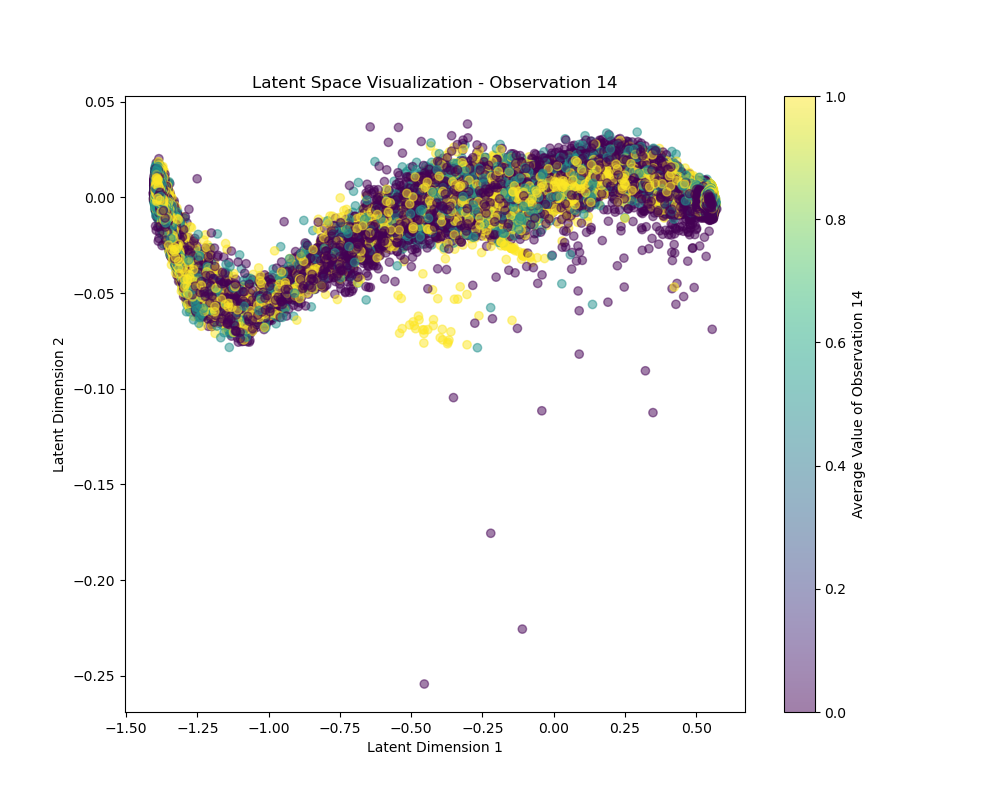 Latent Space Visualization - Observation 14
0.05
0.00
−0.05
−0.10
−0.15
−0.20
−0.25
Latent Dimension 2
−1.50 −1.25 −1.00 −0.75 −0.50 −0.25 0.00 0.25 0.50
Latent Dimension 1
1.0
0.8
0.6
0.4
0.2
0.0
Average Value of Observation 14